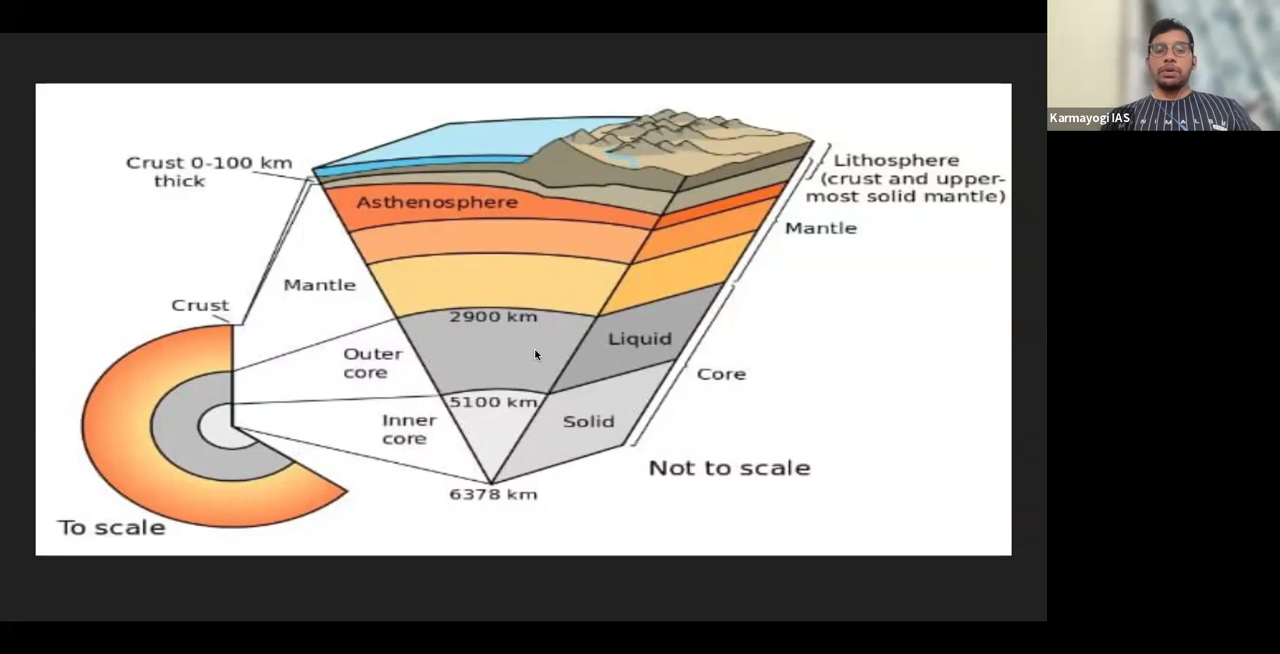 Karmayogi IAS
Crust 0-100 km
thick
Asthenosphere
Lithosphere
(crust and upper-
most solid mantle)
Mantle
Mantle
Crust
2900 km
Liquid
Outer
core
Core
5100 km
Inner
core
Solid
Not to scale
6378 km
To scale